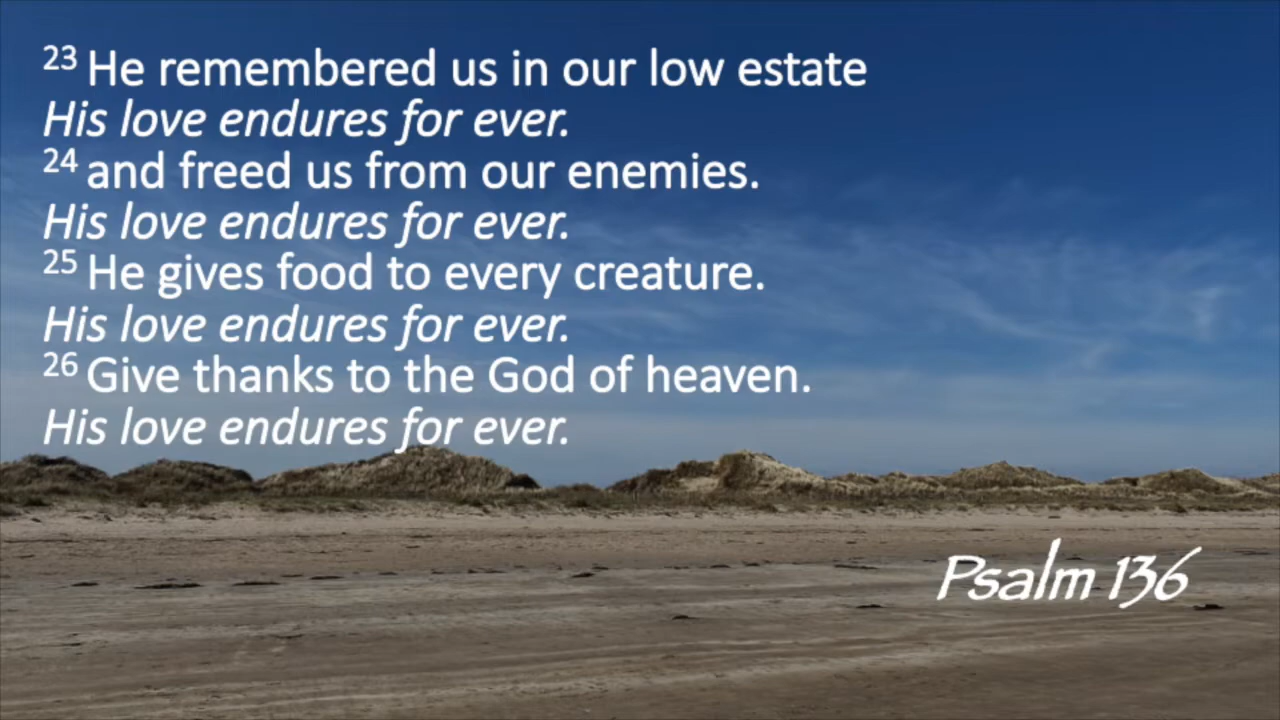 23 He remembered us in our low estate
His love endures for ever.
24 and freed us from our enemies.
His love endures for ever.
25 He gives food to every creature.
His love endures for ever.
26 Give thanks to the God of heaven.
His love endures for ever.
Psalm 136